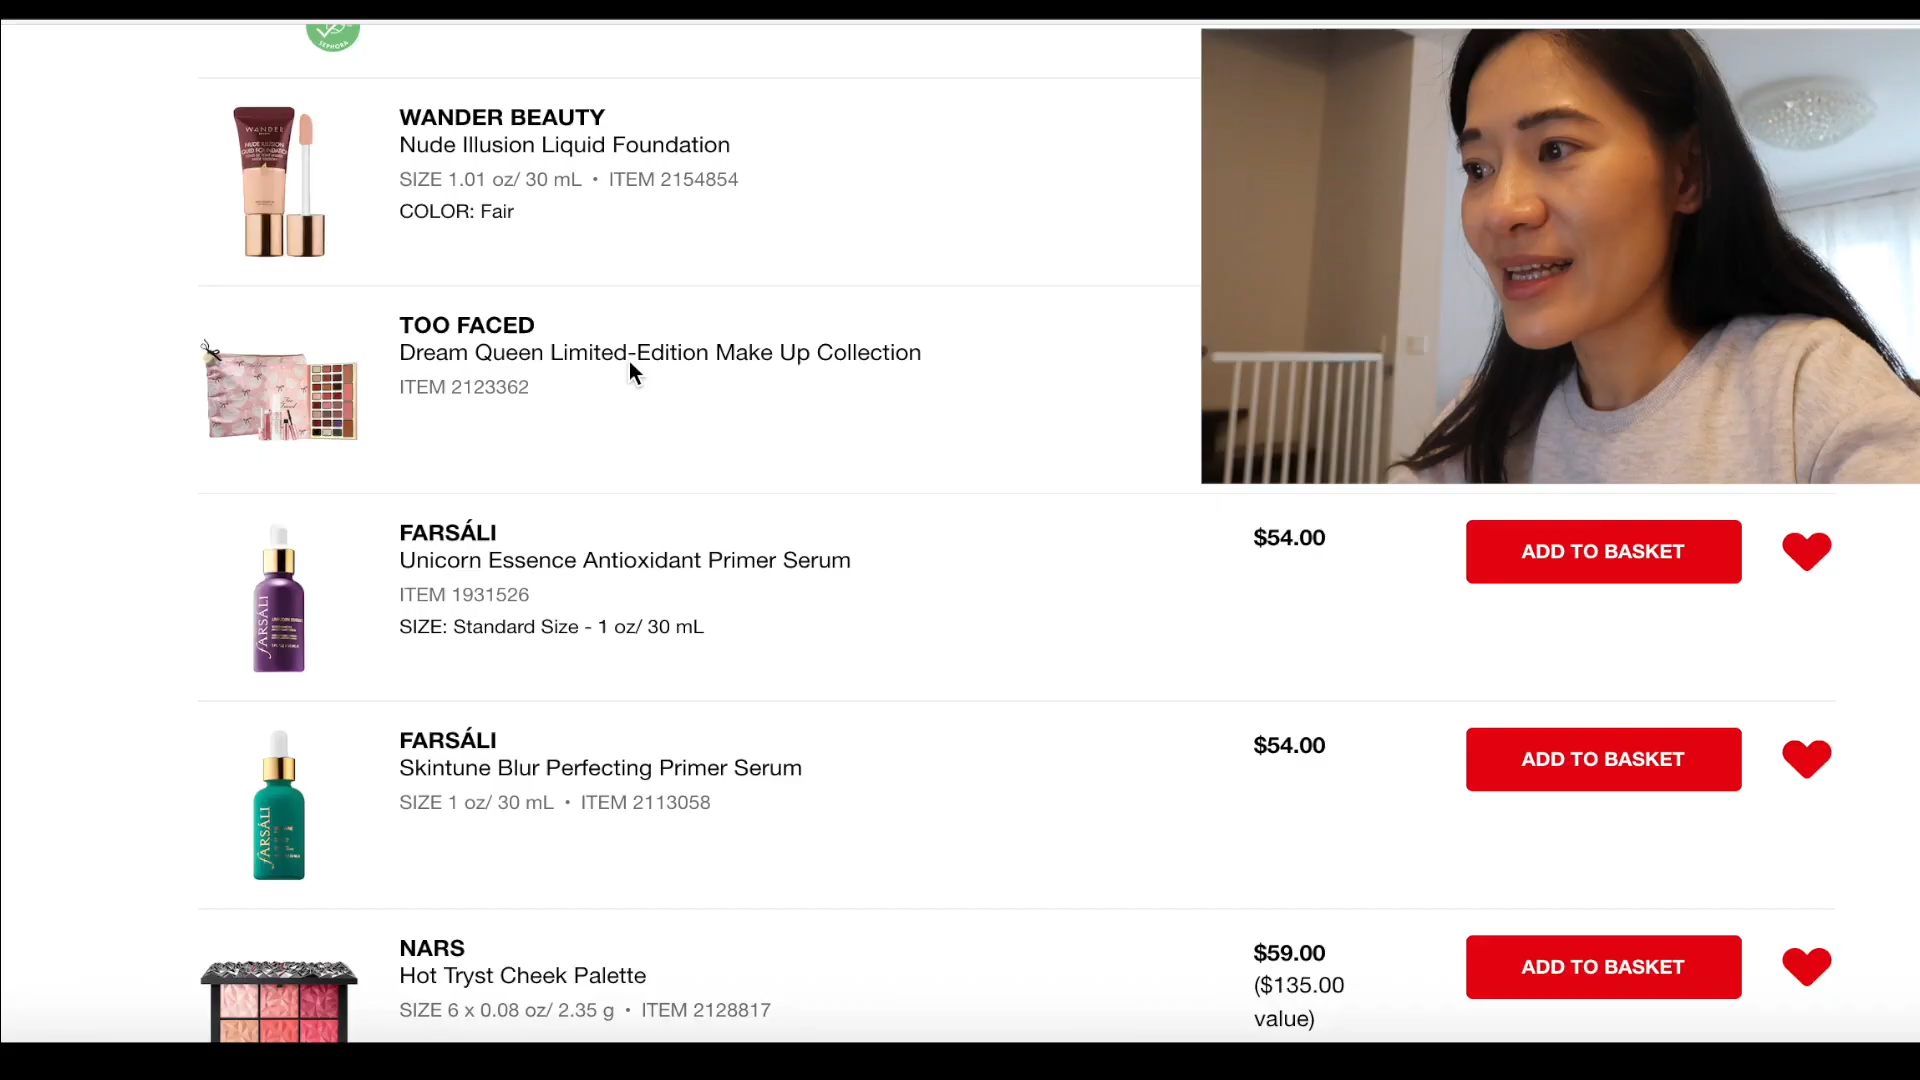 SEPHORA
WANDER BEAUTY
Nude Illusion Liquid Foundation
SIZE 1.01 oz/ 30 mL • ITEM 2154854
COLOR: Fair
WANDER
TOO FACED
Dream Queen Limited-Edition Make Up Collection
ITEM 2123362
FARSÁLI
Unicorn Essence Antioxidant Primer Serum
ITEM 1931526
SIZE: Standard Size - 1 oz/ 30 mL
$54.00
ADD TO BASKET
FARSÁLI
FARSÁLI
Skintune Blur Perfecting Primer Serum
SIZE 1 oz/ 30 mL • ITEM 2113058
$54.00
ADD TO BASKET
FARSÁLI
NARS
Hot Tryst Cheek Palette
SIZE 6 x 0.08 oz/ 2.35 g • ITEM 2128817
$59.00
($135.00
value)
ADD TO BASKET